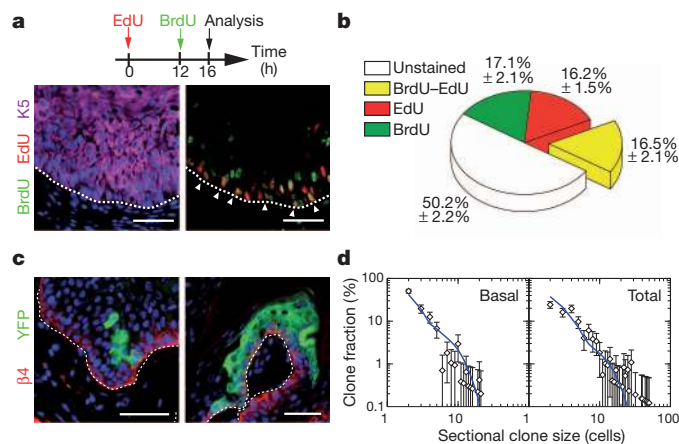 a
EdU BrdU Analysis
Time
(h)
0 12 16
BrdU EdU K5
b
Unstained
BrdU–EdU
EdU
BrdU
17.1%
± 2.1%
16.2%
± 1.5%
16.5%
± 2.1%
50.2%
± 2.2%
c
β4 YFP
d
Clone fraction (%)
100
10
1
0.1
Basal
Total
1 10 1 10 100
Sectional clone size (cells)